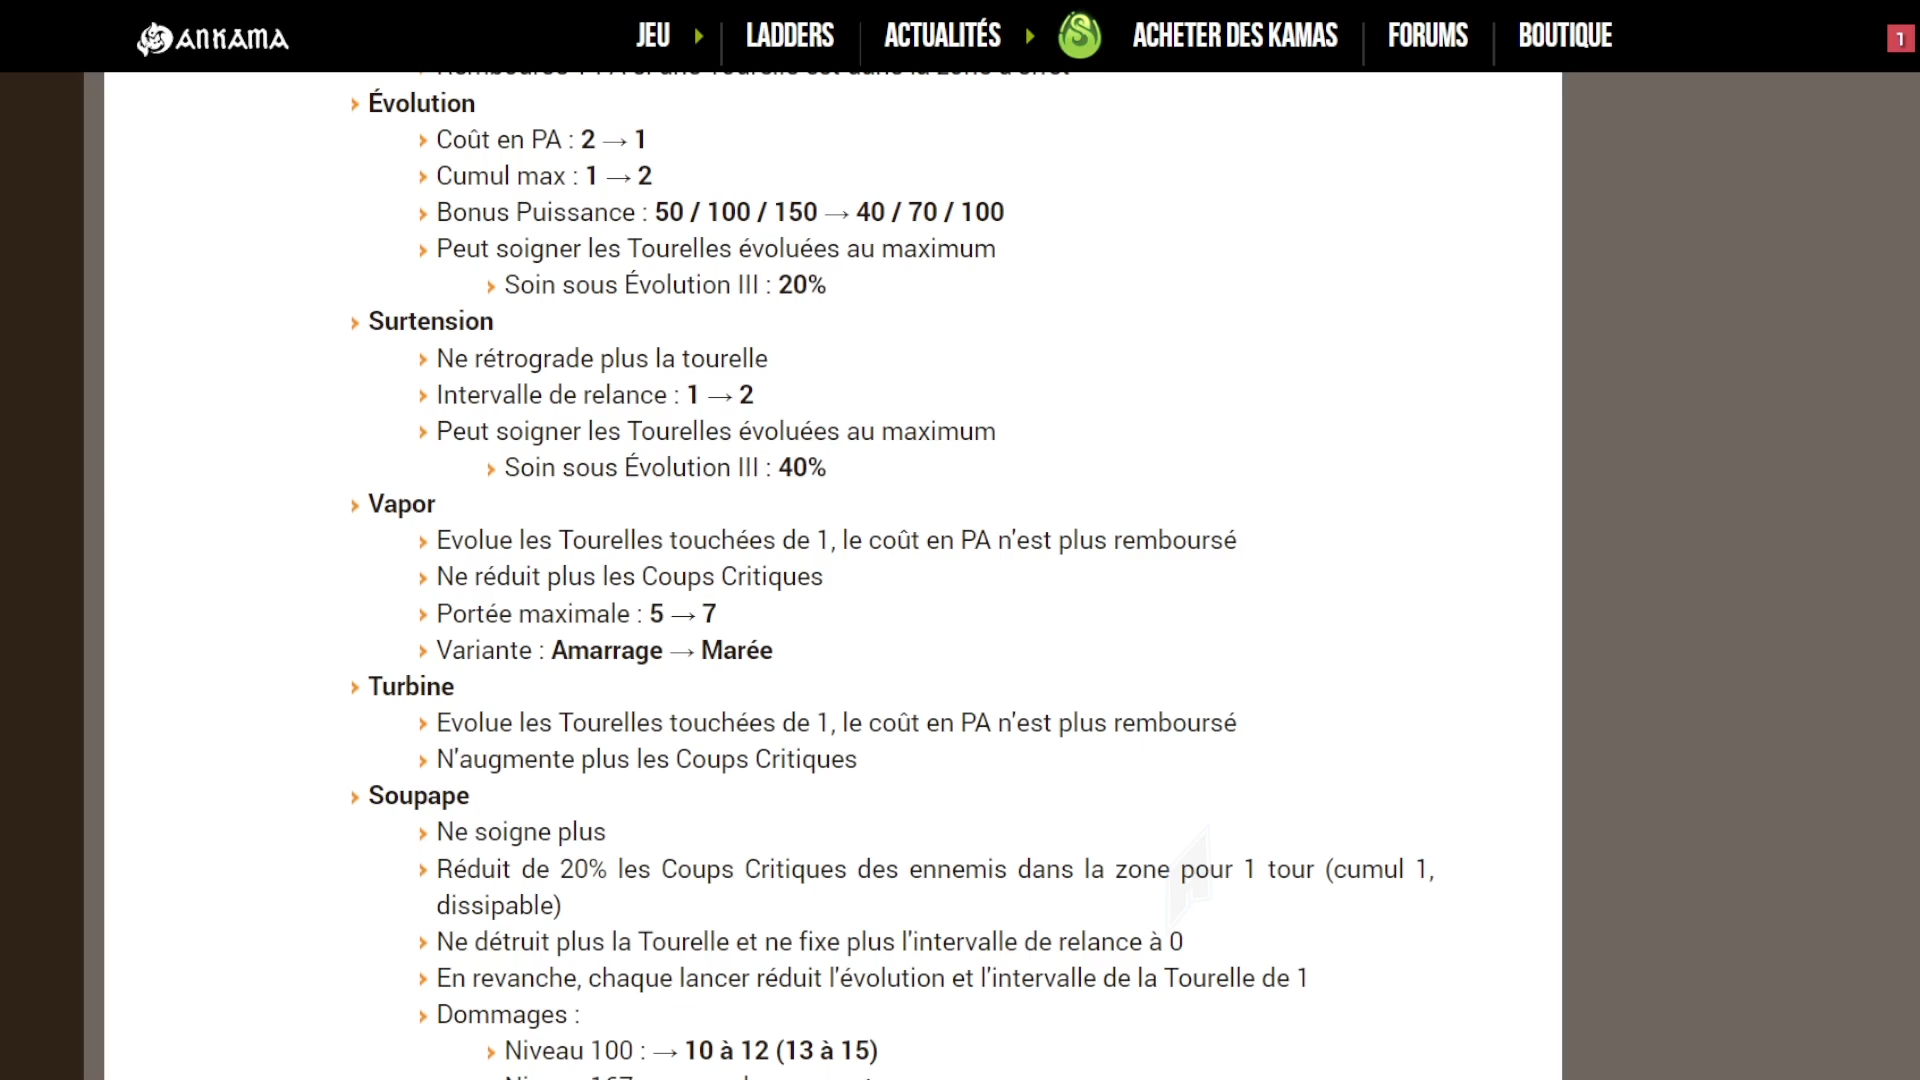 ANKAMA JEU LADDERS ACTUALITÉS ACHETER DES KAMAS FORUMS BOUTIQUE 1
Évolution
Coût en PA : 2 → 1
Cumul max : 1 → 2
Bonus Puissance : 50 / 100 / 150 → 40 / 70 / 100
Peut soigner les Tourelles évoluées au maximum
Soin sous Évolution III : 20%
Surtension
Ne rétrograde plus la tourelle
Intervalle de relance : 1 → 2
Peut soigner les Tourelles évoluées au maximum
Soin sous Évolution III : 40%
Vapor
Evolue les Tourelles touchées de 1, le coût en PA n'est plus remboursé
Ne réduit plus les Coups Critiques
Portée maximale : 5 → 7
Variante : Amarrage → Marée
Turbine
Evolue les Tourelles touchées de 1, le coût en PA n'est plus remboursé
N'augmente plus les Coups Critiques
Soupape
Ne soigne plus
Réduit de 20% les Coups Critiques des ennemis dans la zone pour 1 tour (cumul 1,
dissipable)
Ne détruit plus la Tourelle et ne fixe plus l'intervalle de relance à 0
En revanche, chaque lancer réduit l'évolution et l'intervalle de la Tourelle de 1
Dommages :
Niveau 100 : → 10 à 12 (13 à 15)